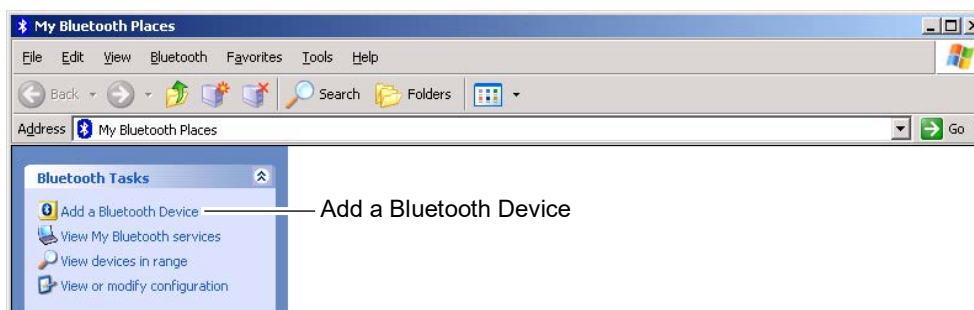 My Bluetooth Places
File Edit View Bluetooth Favorites Tools Help
Back Search Folders
Address My Bluetooth Places Go
Bluetooth Tasks
Add a Bluetooth Device Add a Bluetooth Device
View My Bluetooth services
View devices in range
View or modify configuration